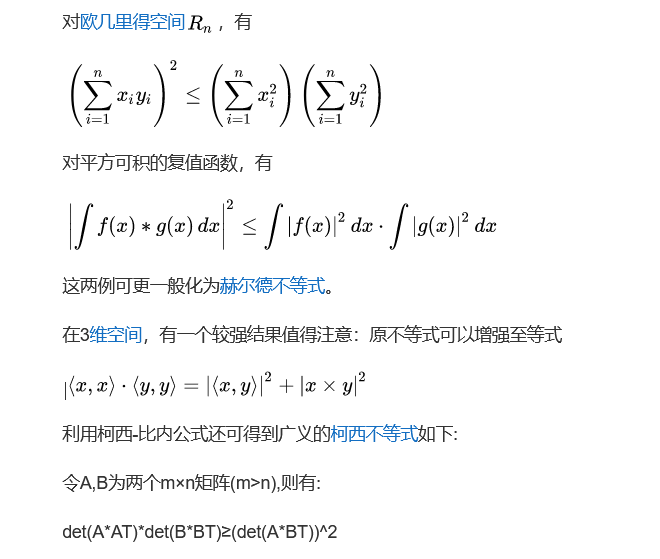 对欧几里得空间 $R_n$ ，有
$\left(\sum_{i=1}^{n} x_i y_i\right)^2 \leq \left(\sum_{i=1}^{n} x_i^2\right)\left(\sum_{i=1}^{n} y_i^2\right)$
对平方可积的复值函数，有
$\left|\int f(x) * g(x)\, dx\right|^2 \leq \int |f(x)|^2\, dx \cdot \int |g(x)|^2\, dx$
这两例可更一般化为赫尔德不等式。
在3维空间，有一个较强结果值得注意：原不等式可以增强至等式
$|\langle x, x\rangle \cdot \langle y, y\rangle = |\langle x, y\rangle|^2 + |x \times y|^2$
利用柯西-比内公式还可得到广义的柯西不等式如下:
令A,B为两个m×n矩阵(m>n),则有:
det(A*AT)*det(B*BT)≥(det(A*BT))^2